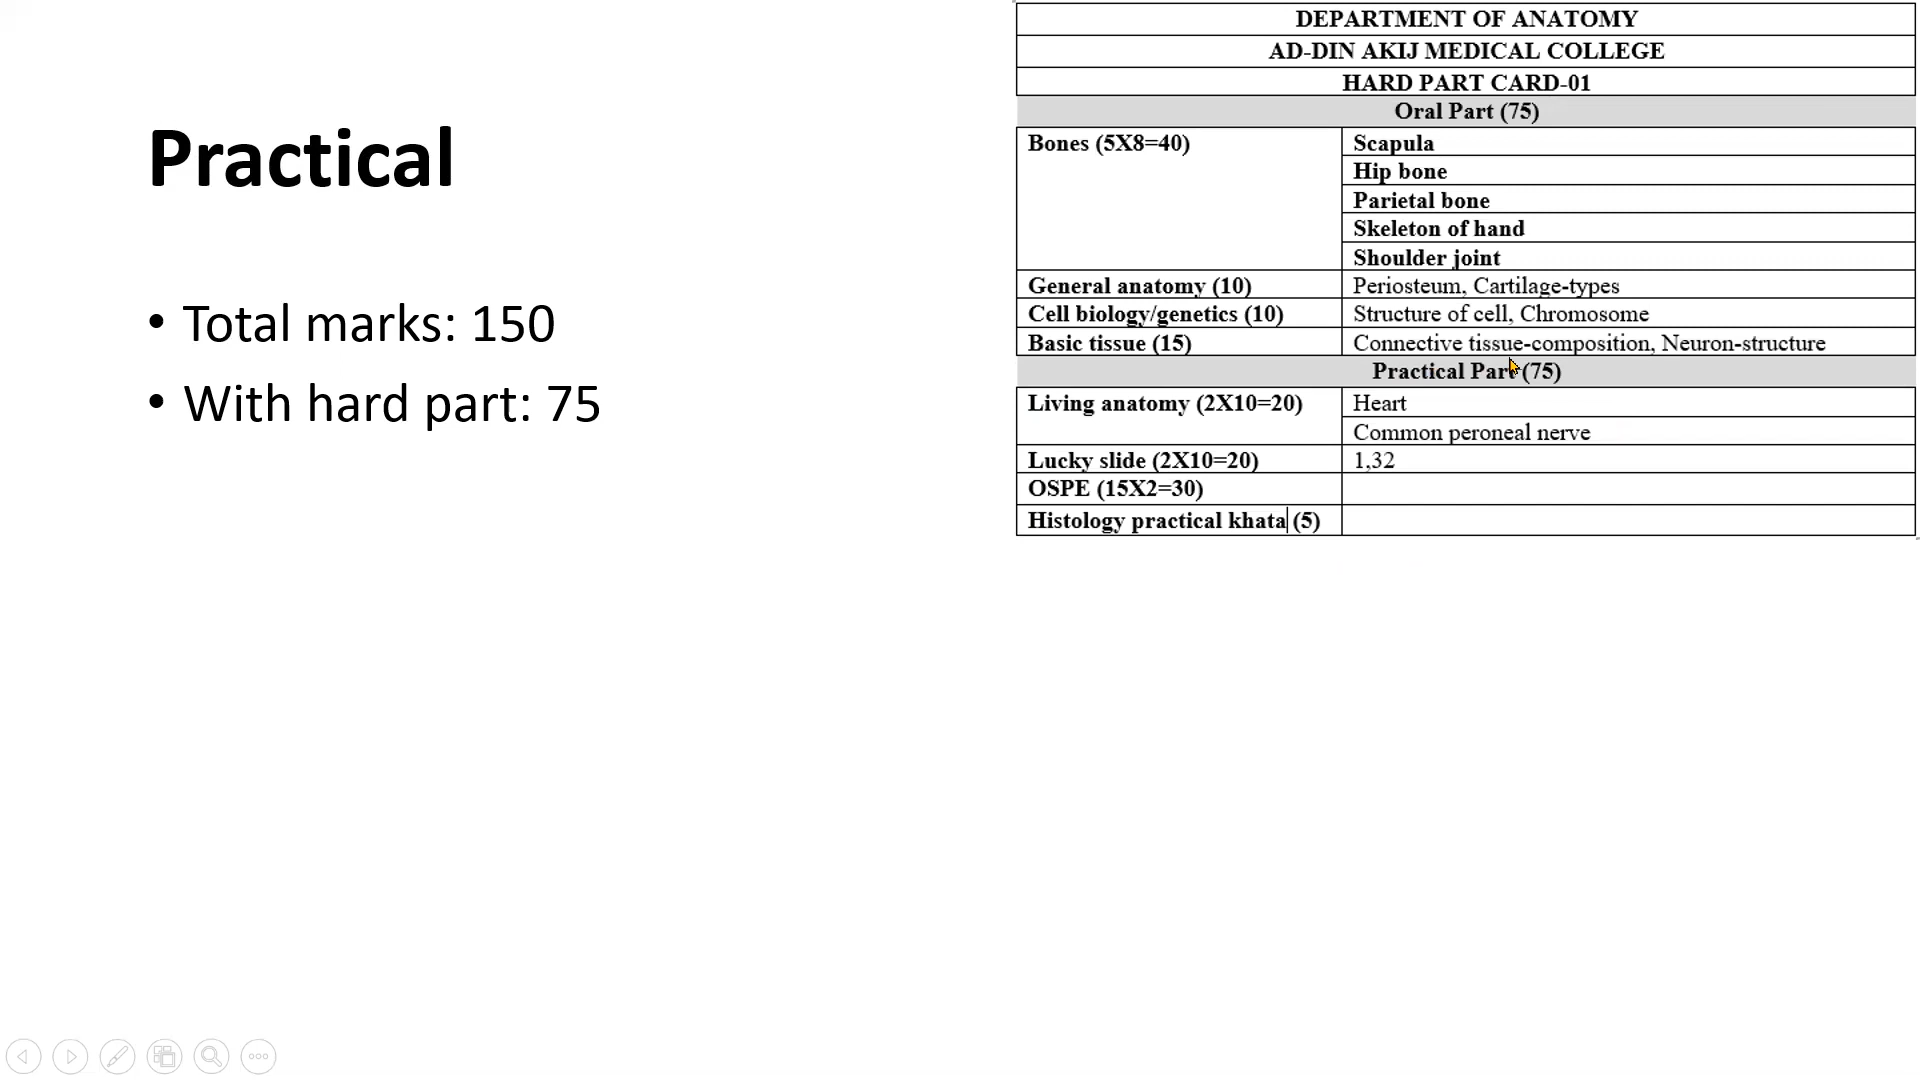 Practical
• Total marks: 150
• With hard part: 75
DEPARTMENT OF ANATOMY
AD-DIN AKIJ MEDICAL COLLEGE
HARD PART CARD-01
Oral Part (75)
Bones (5X8=40) Scapula
Hip bone
Parietal bone
Skeleton of hand
Shoulder joint
General anatomy (10) Periosteum, Cartilage-types
Cell biology/genetics (10) Structure of cell, Chromosome
Basic tissue (15) Connective tissue-composition, Neuron-structure
Practical Part (75)
Living anatomy (2X10=20) Heart
Common peroneal nerve
Lucky slide (2X10=20) 1,32
OSPE (15X2=30)
Histology practical khata (5)